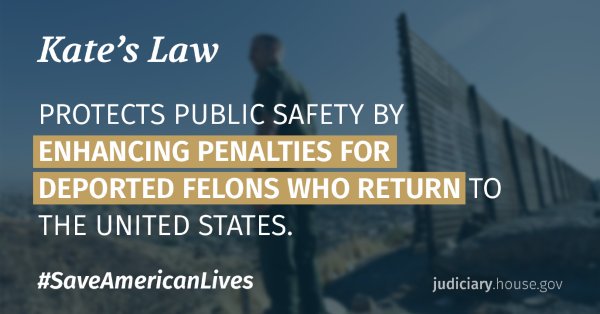 Kate's Law
PROTECTS PUBLIC SAFETY BY
ENHANCING PENALTIES FOR
DEPORTED FELONS WHO RETURN TO
THE UNITED STATES.
#SaveAmericanLives
judiciary.house.gov